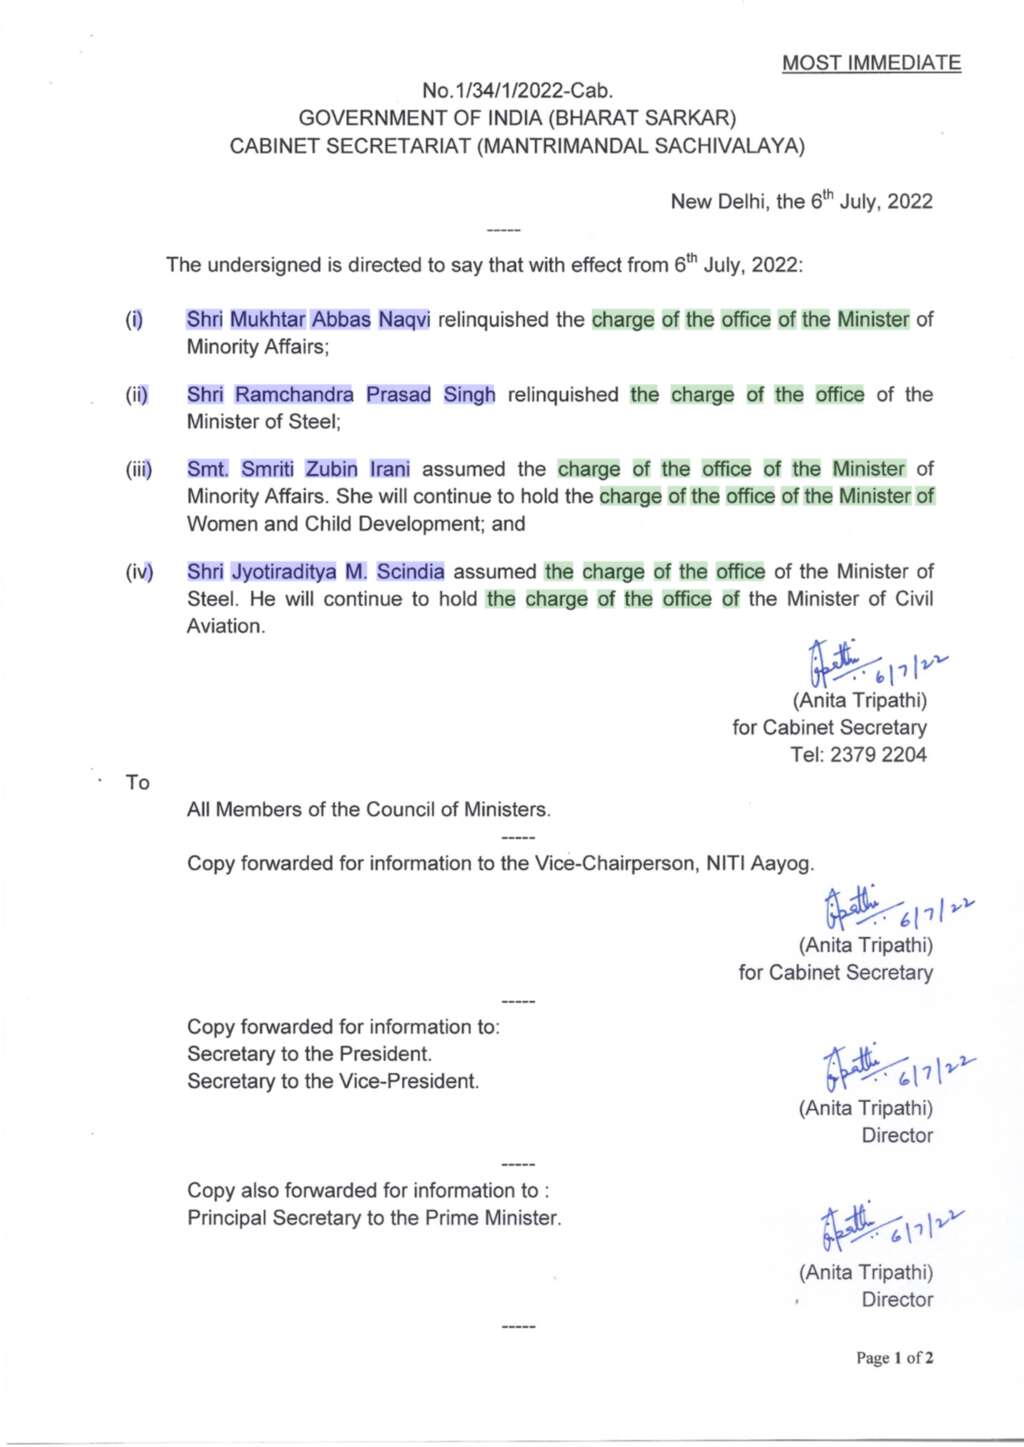 MOST IMMEDIATE
No.1/34/1/2022-Cab.
GOVERNMENT OF INDIA (BHARAT SARKAR)
CABINET SECRETARIAT (MANTRIMANDAL SACHIVALAYA)
New Delhi, the 6th July, 2022
-----
The undersigned is directed to say that with effect from 6th July, 2022:
(i) Shri Mukhtar Abbas Naqvi relinquished the charge of the office of the Minister of
Minority Affairs;
(ii) Shri Ramchandra Prasad Singh relinquished the charge of the office of the
Minister of Steel;
(iii) Smt. Smriti Zubin Irani assumed the charge of the office of the Minister of
Minority Affairs. She will continue to hold the charge of the office of the Minister of
Women and Child Development; and
(iv) Shri Jyotiraditya M. Scindia assumed the charge of the office of the Minister of
Steel. He will continue to hold the charge of the office of the Minister of Civil
Aviation.
6/7/22
(Anita Tripathi)
for Cabinet Secretary
Tel: 2379 2204
To
All Members of the Council of Ministers.
-----
Copy forwarded for information to the Vice-Chairperson, NITI Aayog.
6/7/22
(Anita Tripathi)
for Cabinet Secretary
-----
Copy forwarded for information to:
Secretary to the President.
Secretary to the Vice-President.
6/7/22
(Anita Tripathi)
Director
-----
Copy also forwarded for information to :
Principal Secretary to the Prime Minister.
6/7/22
(Anita Tripathi)
Director
-----
Page 1 of 2